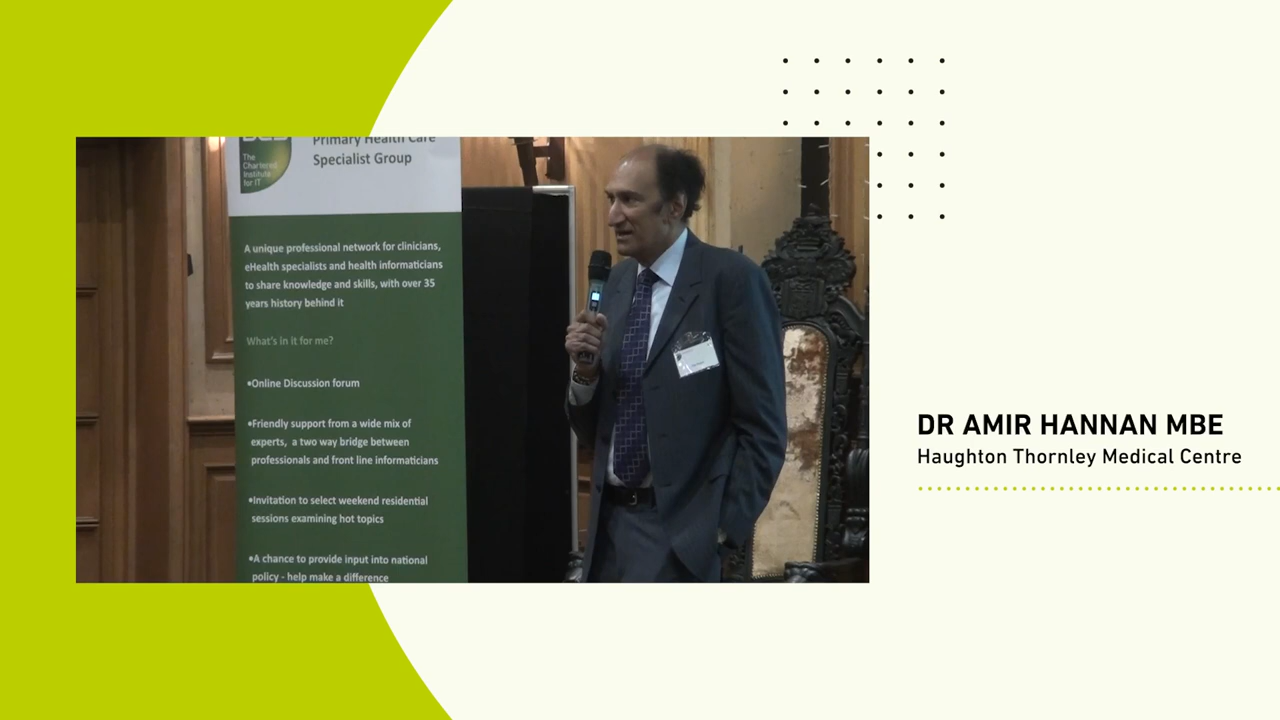 Primary Health Care
Specialist Group
The
Chartered
Institute
for IT
A unique professional network for clinicians,
eHealth specialists and health informaticians
to share knowledge and skills, with over 35
years history behind it
What's in it for me?
•Online Discussion forum
•Friendly support from a wide mix of
experts, a two way bridge between
professionals and front line informaticians
•Invitation to select weekend residential
sessions examining hot topics
•A chance to provide input into national
policy - help make a difference
DR AMIR HANNAN MBE
Haughton Thornley Medical Centre